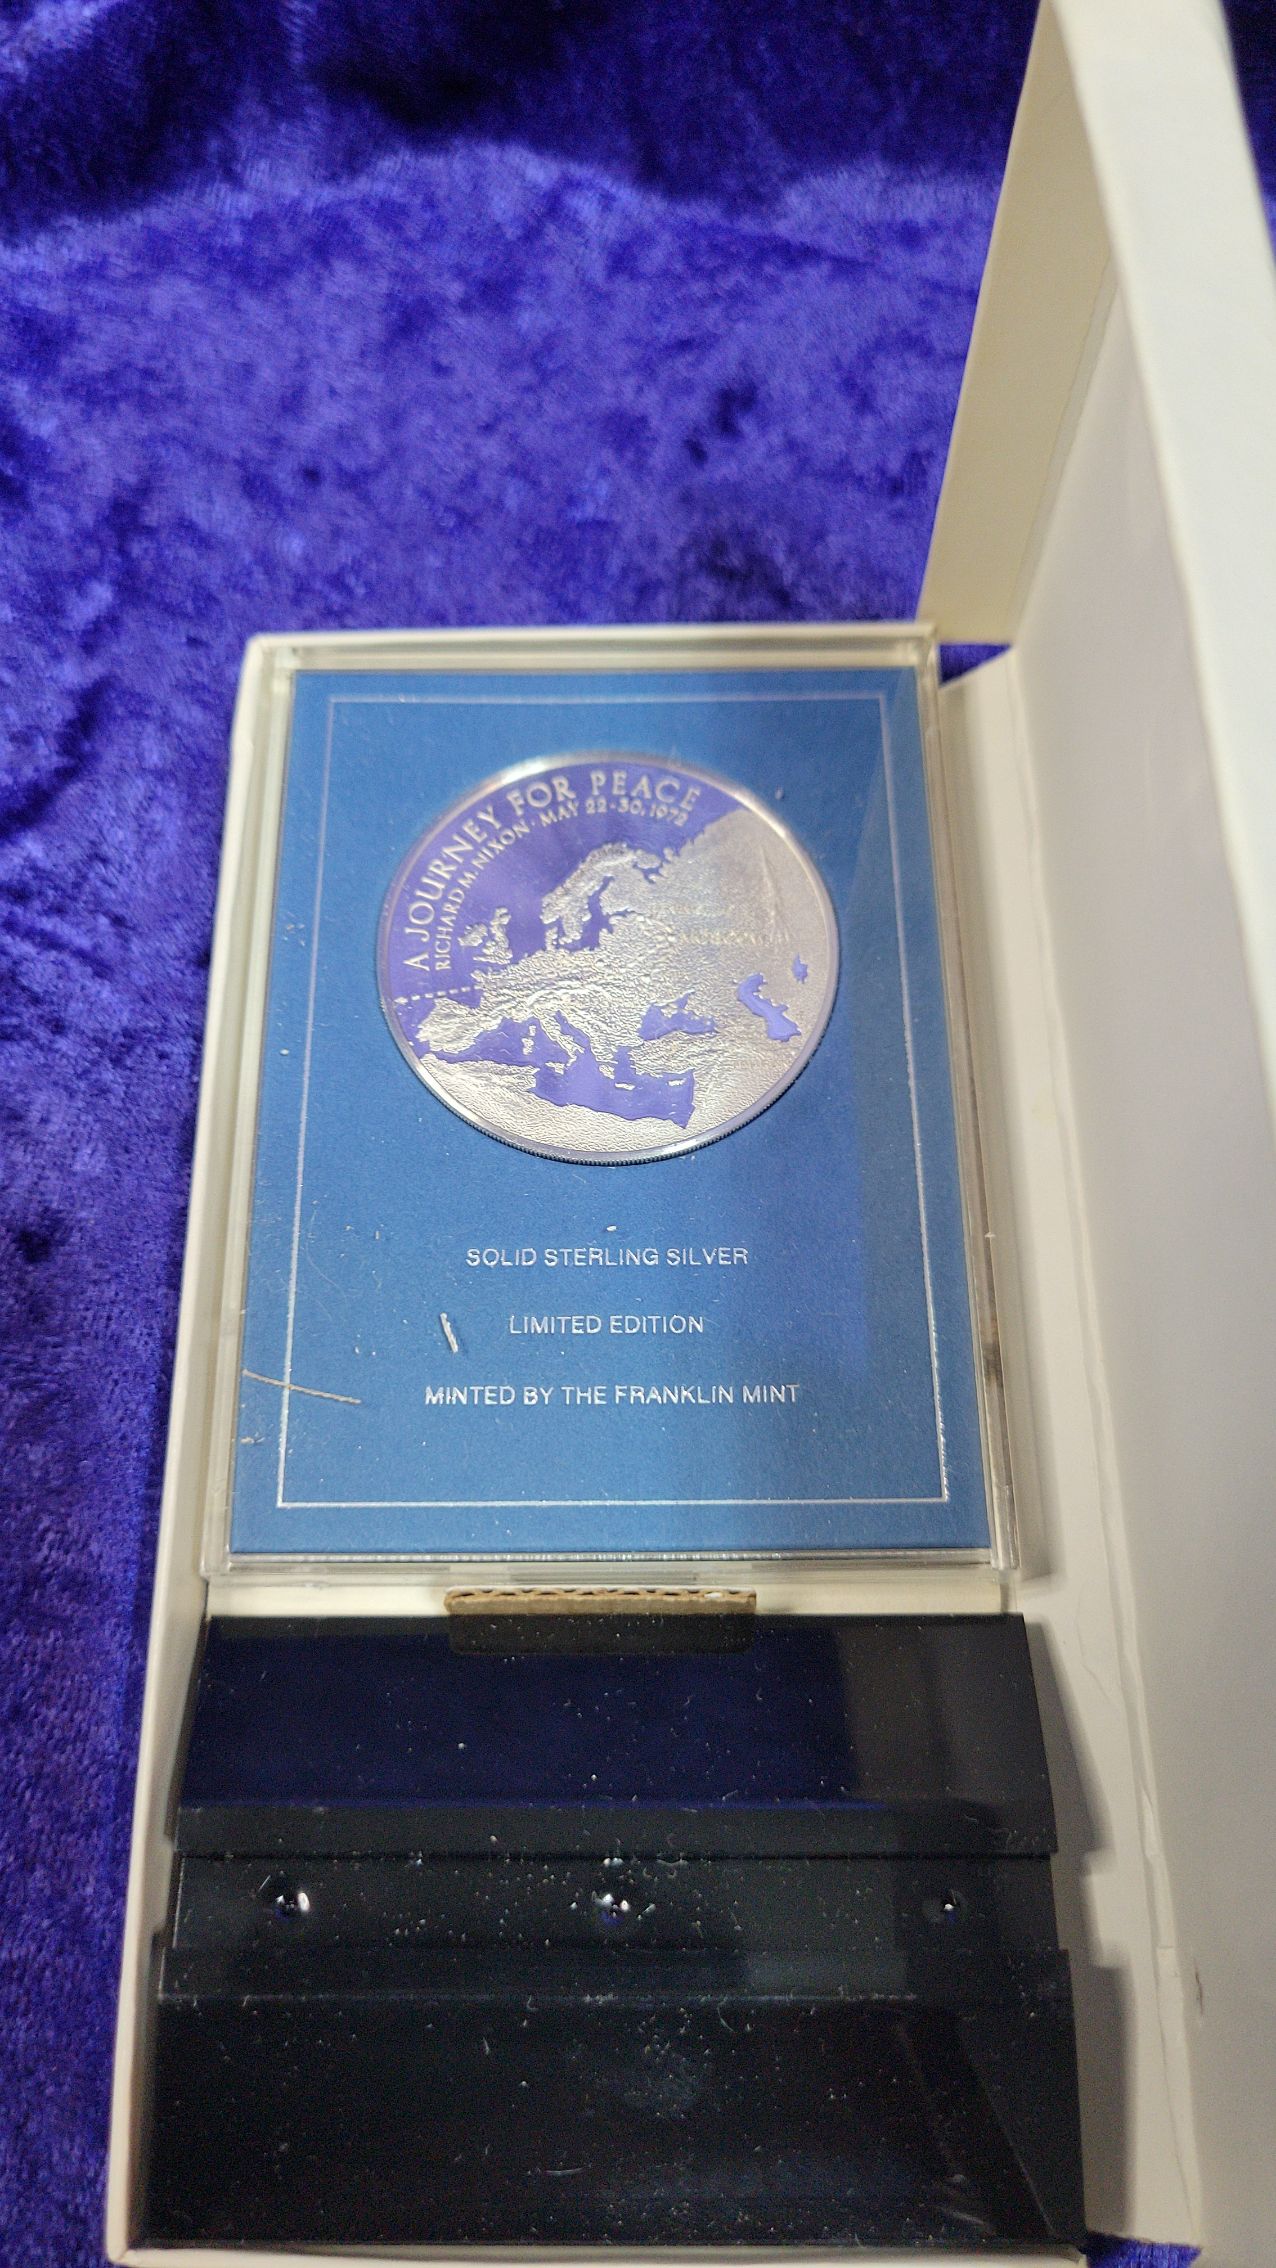 A JOURNEY FOR PEACE
RICHARD M. NIXON · MAY 22-30, 1972
SOLID STERLING SILVER
LIMITED EDITION
MINTED BY THE FRANKLIN MINT